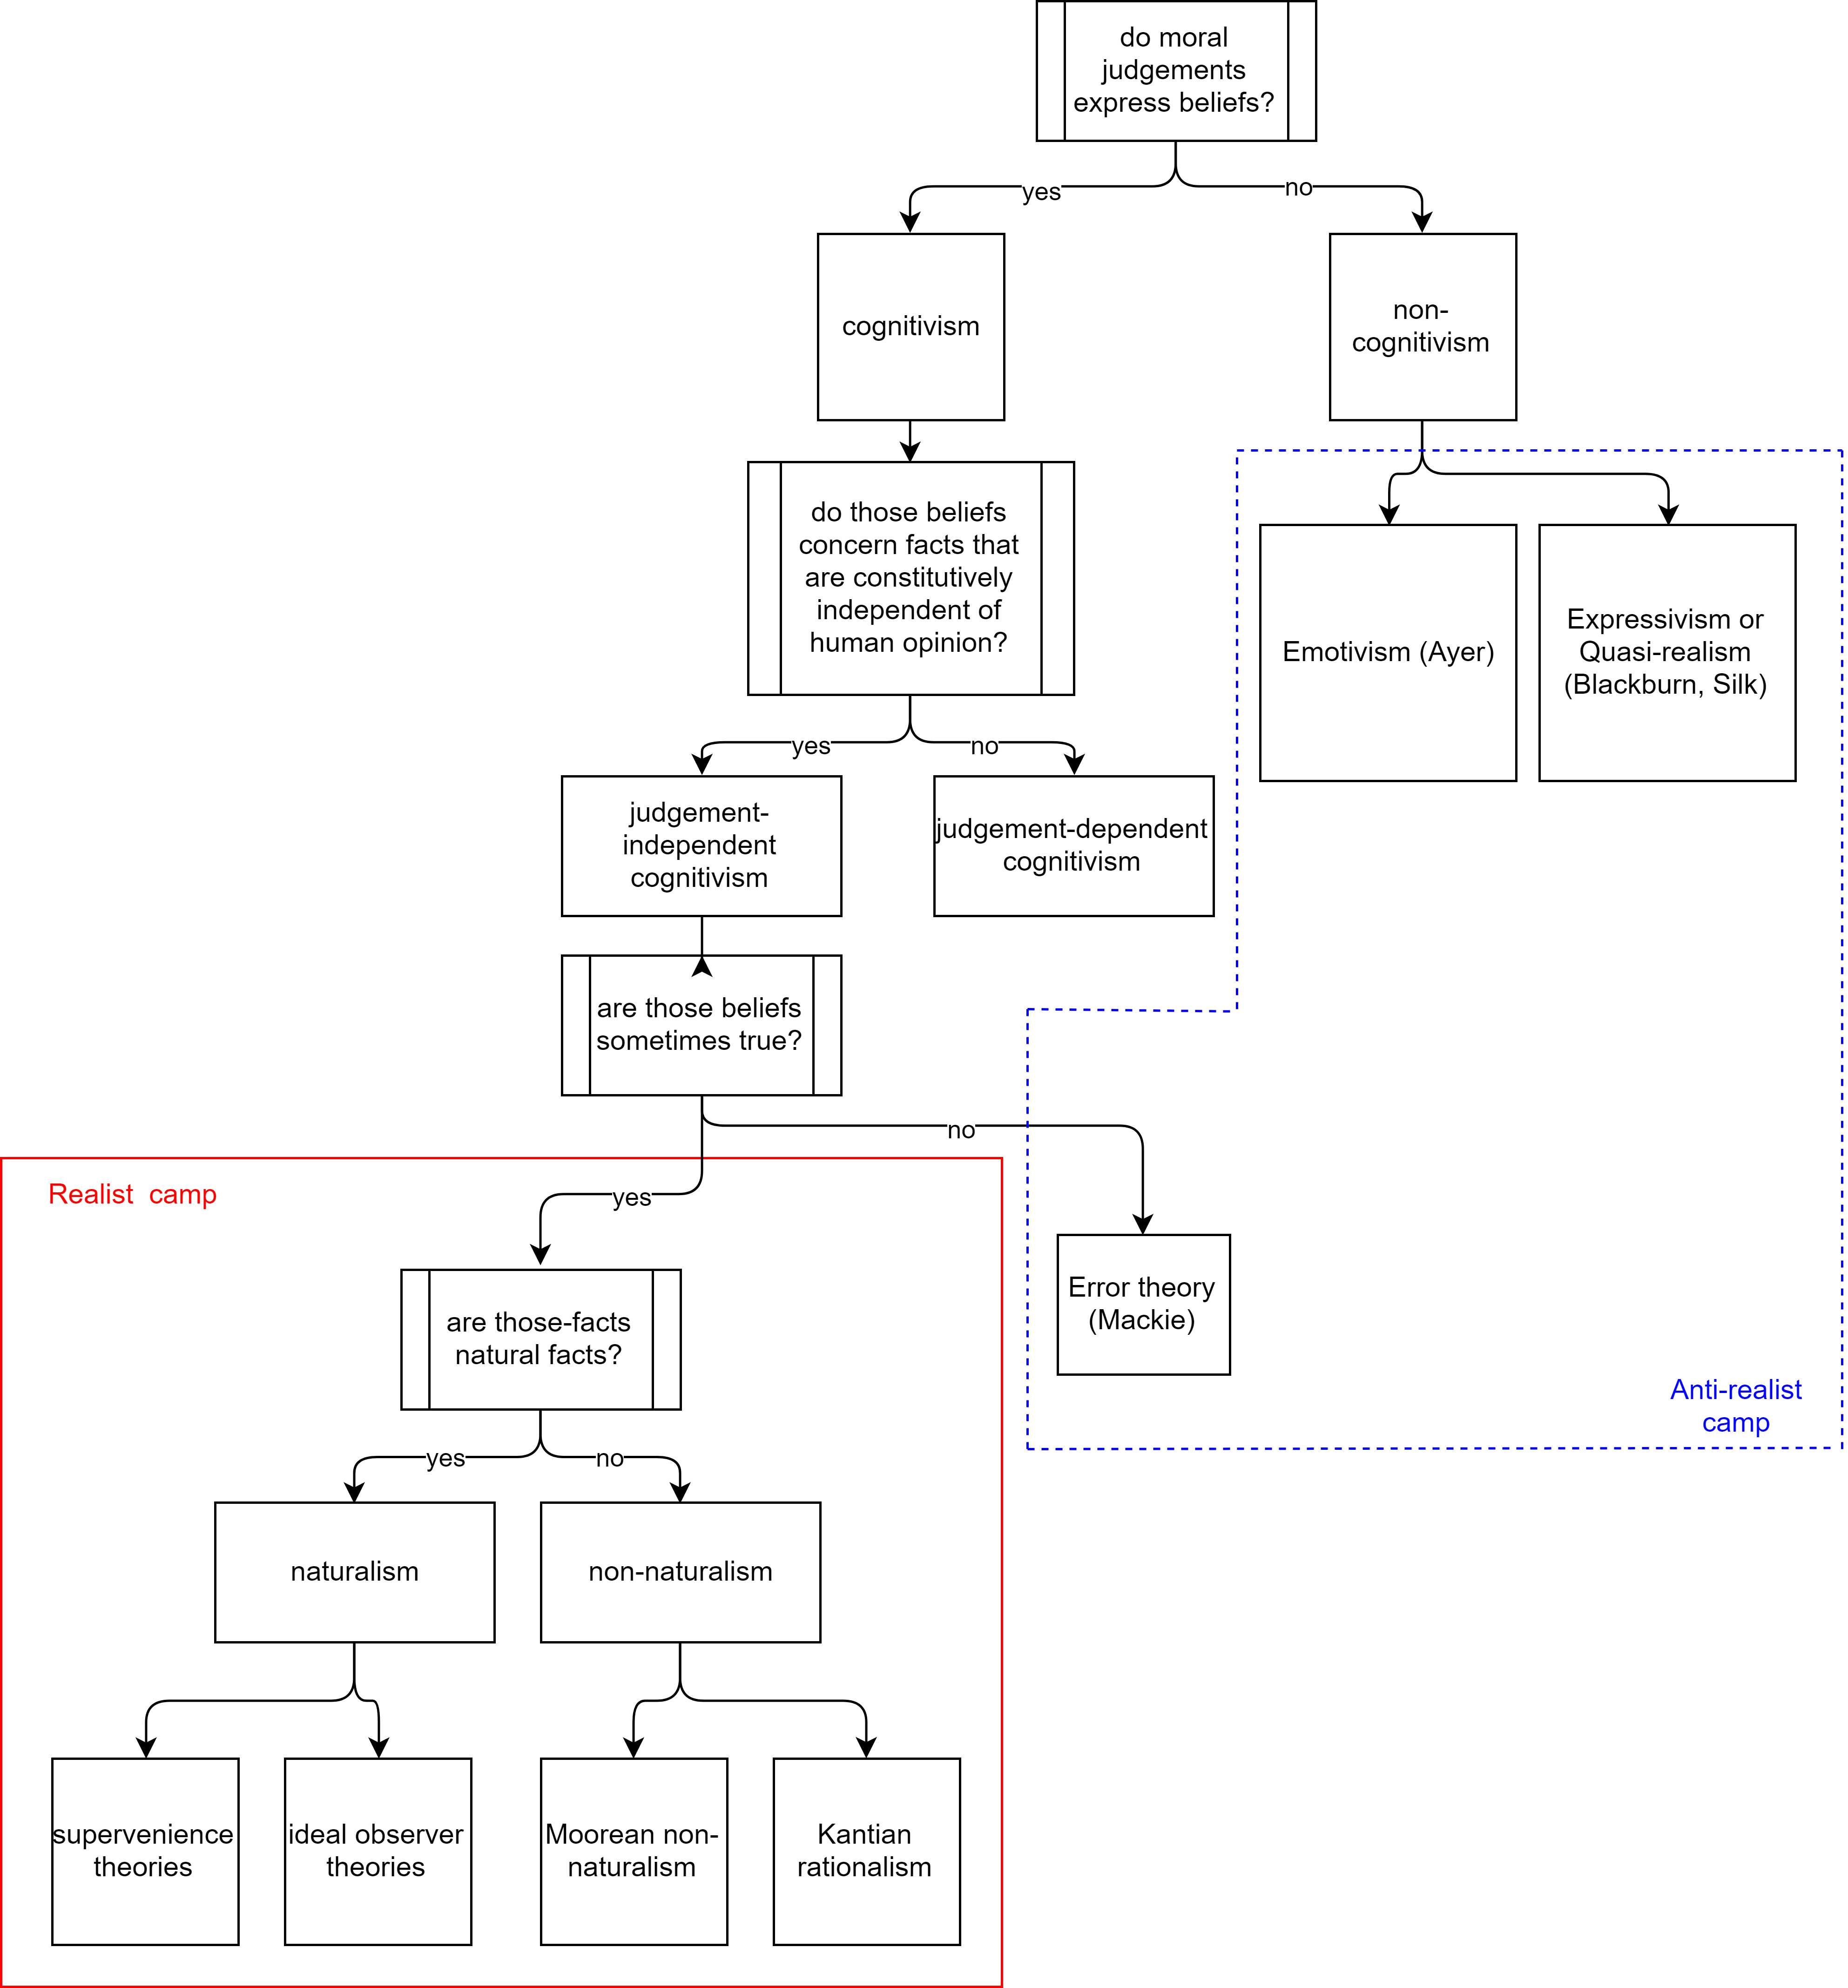 do moral
judgements
express beliefs?
yes
no
cognitivism
non-
cognitivism
do those beliefs
concern facts that
are constitutively
independent of
human opinion?
Emotivism (Ayer)
Expressivism or
Quasi-realism
(Blackburn, Silk)
yes
no
judgement-
independent
cognitivism
judgement-dependent
cognitivism
are those beliefs
sometimes true?
no
Realist  camp
yes
Error theory
(Mackie)
are those-facts
natural facts?
Anti-realist
camp
yes
no
naturalism
non-naturalism
supervenience
theories
ideal observer
theories
Moorean non-
naturalism
Kantian
rationalism